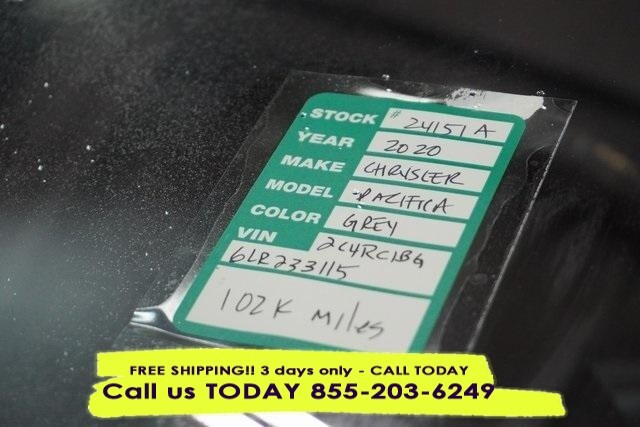 STOCK # 24151A
YEAR 2020
MAKE CHRYSLER
MODEL PACIFICA
COLOR GREY
VIN 2C4RC1BG
6LR233115
102K Miles
FREE SHIPPING!! 3 days only - CALL TODAY
Call us TODAY 855-203-6249